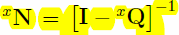 ˣN = [I − ˣQ]⁻¹